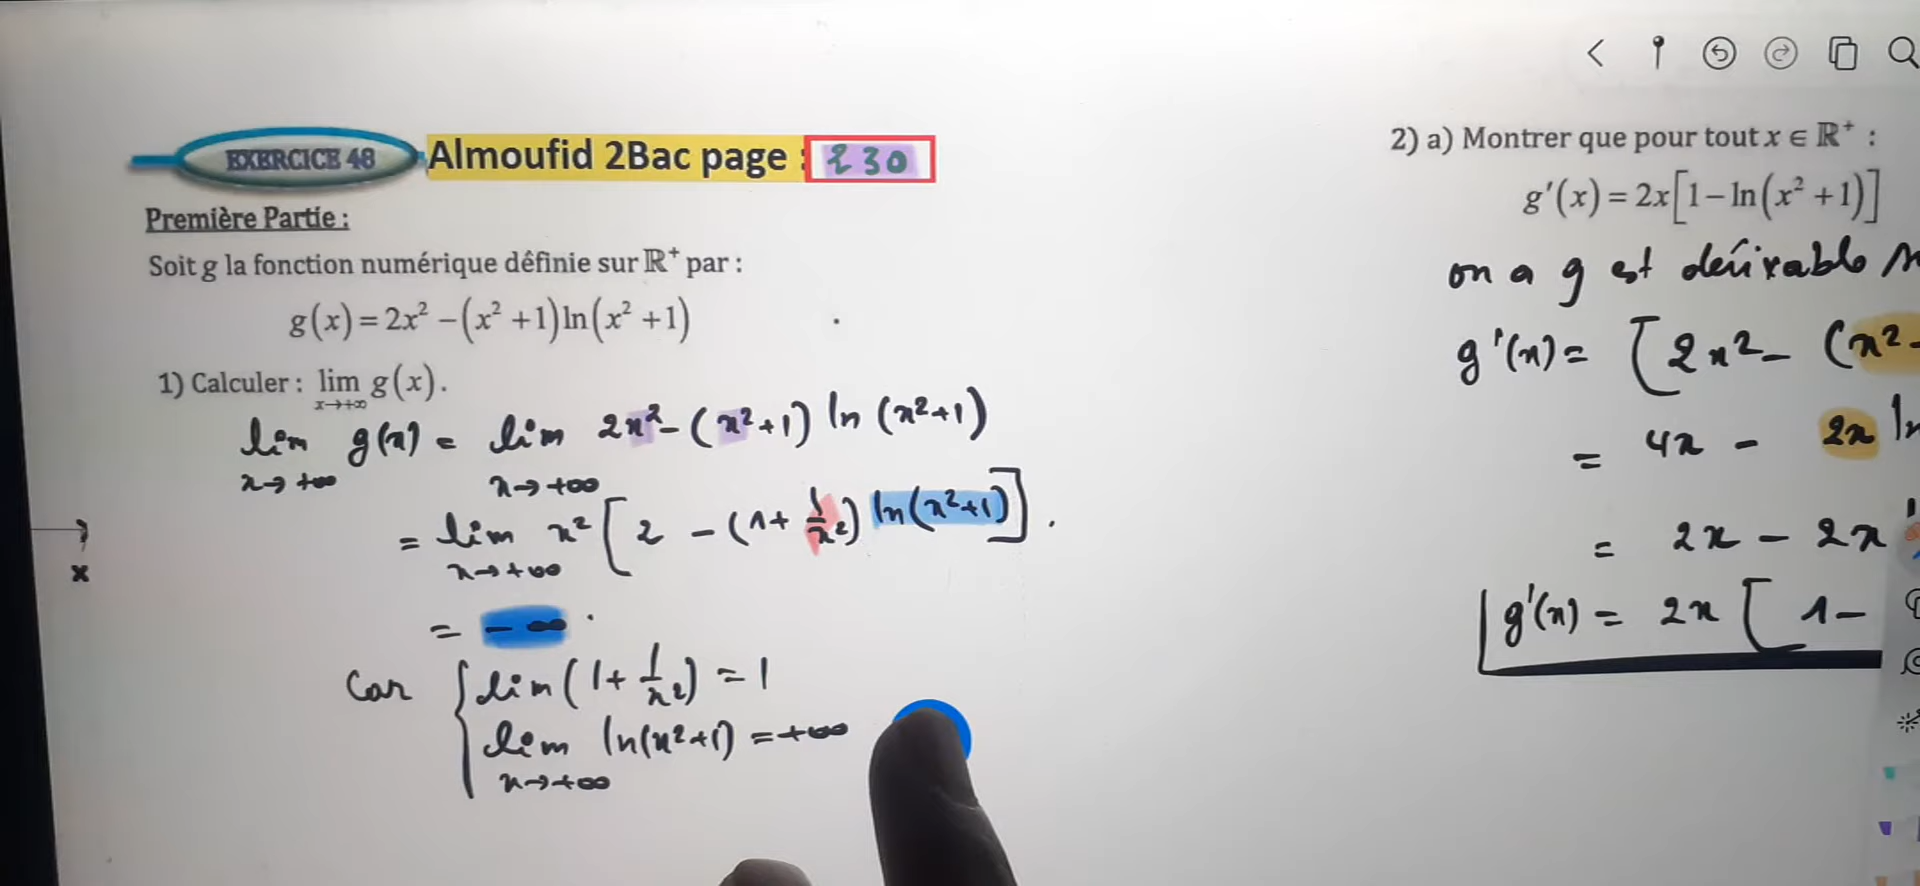 EXERCICE 48
Almoufid 2Bac page : 230
Première Partie :
Soit g la fonction numérique définie sur ℝ⁺ par :
g(x) = 2x² − (x² + 1)ln(x² + 1)
1) Calculer : lim g(x).
x→+∞
lim g(x) = lim 2x² − (x² + 1) ln (x² + 1)
x→+∞ x→+∞
= lim x² [ 2 − (1 + 1/x²) ln(x² + 1) ] .
x→+∞
= − ∞ .
Car { lim (1 + 1/x²) = 1
lim ln(x² + 1) = +∞
x→+∞
x
2) a) Montrer que pour tout x ∈ ℝ⁺ :
g'(x) = 2x[1 − ln(x² + 1)]
on a g est dérivable
g'(x) = [ 2x² − (x² −
= 4x − 2x ln
= 2x − 2x
g'(x) = 2x [ 1 −